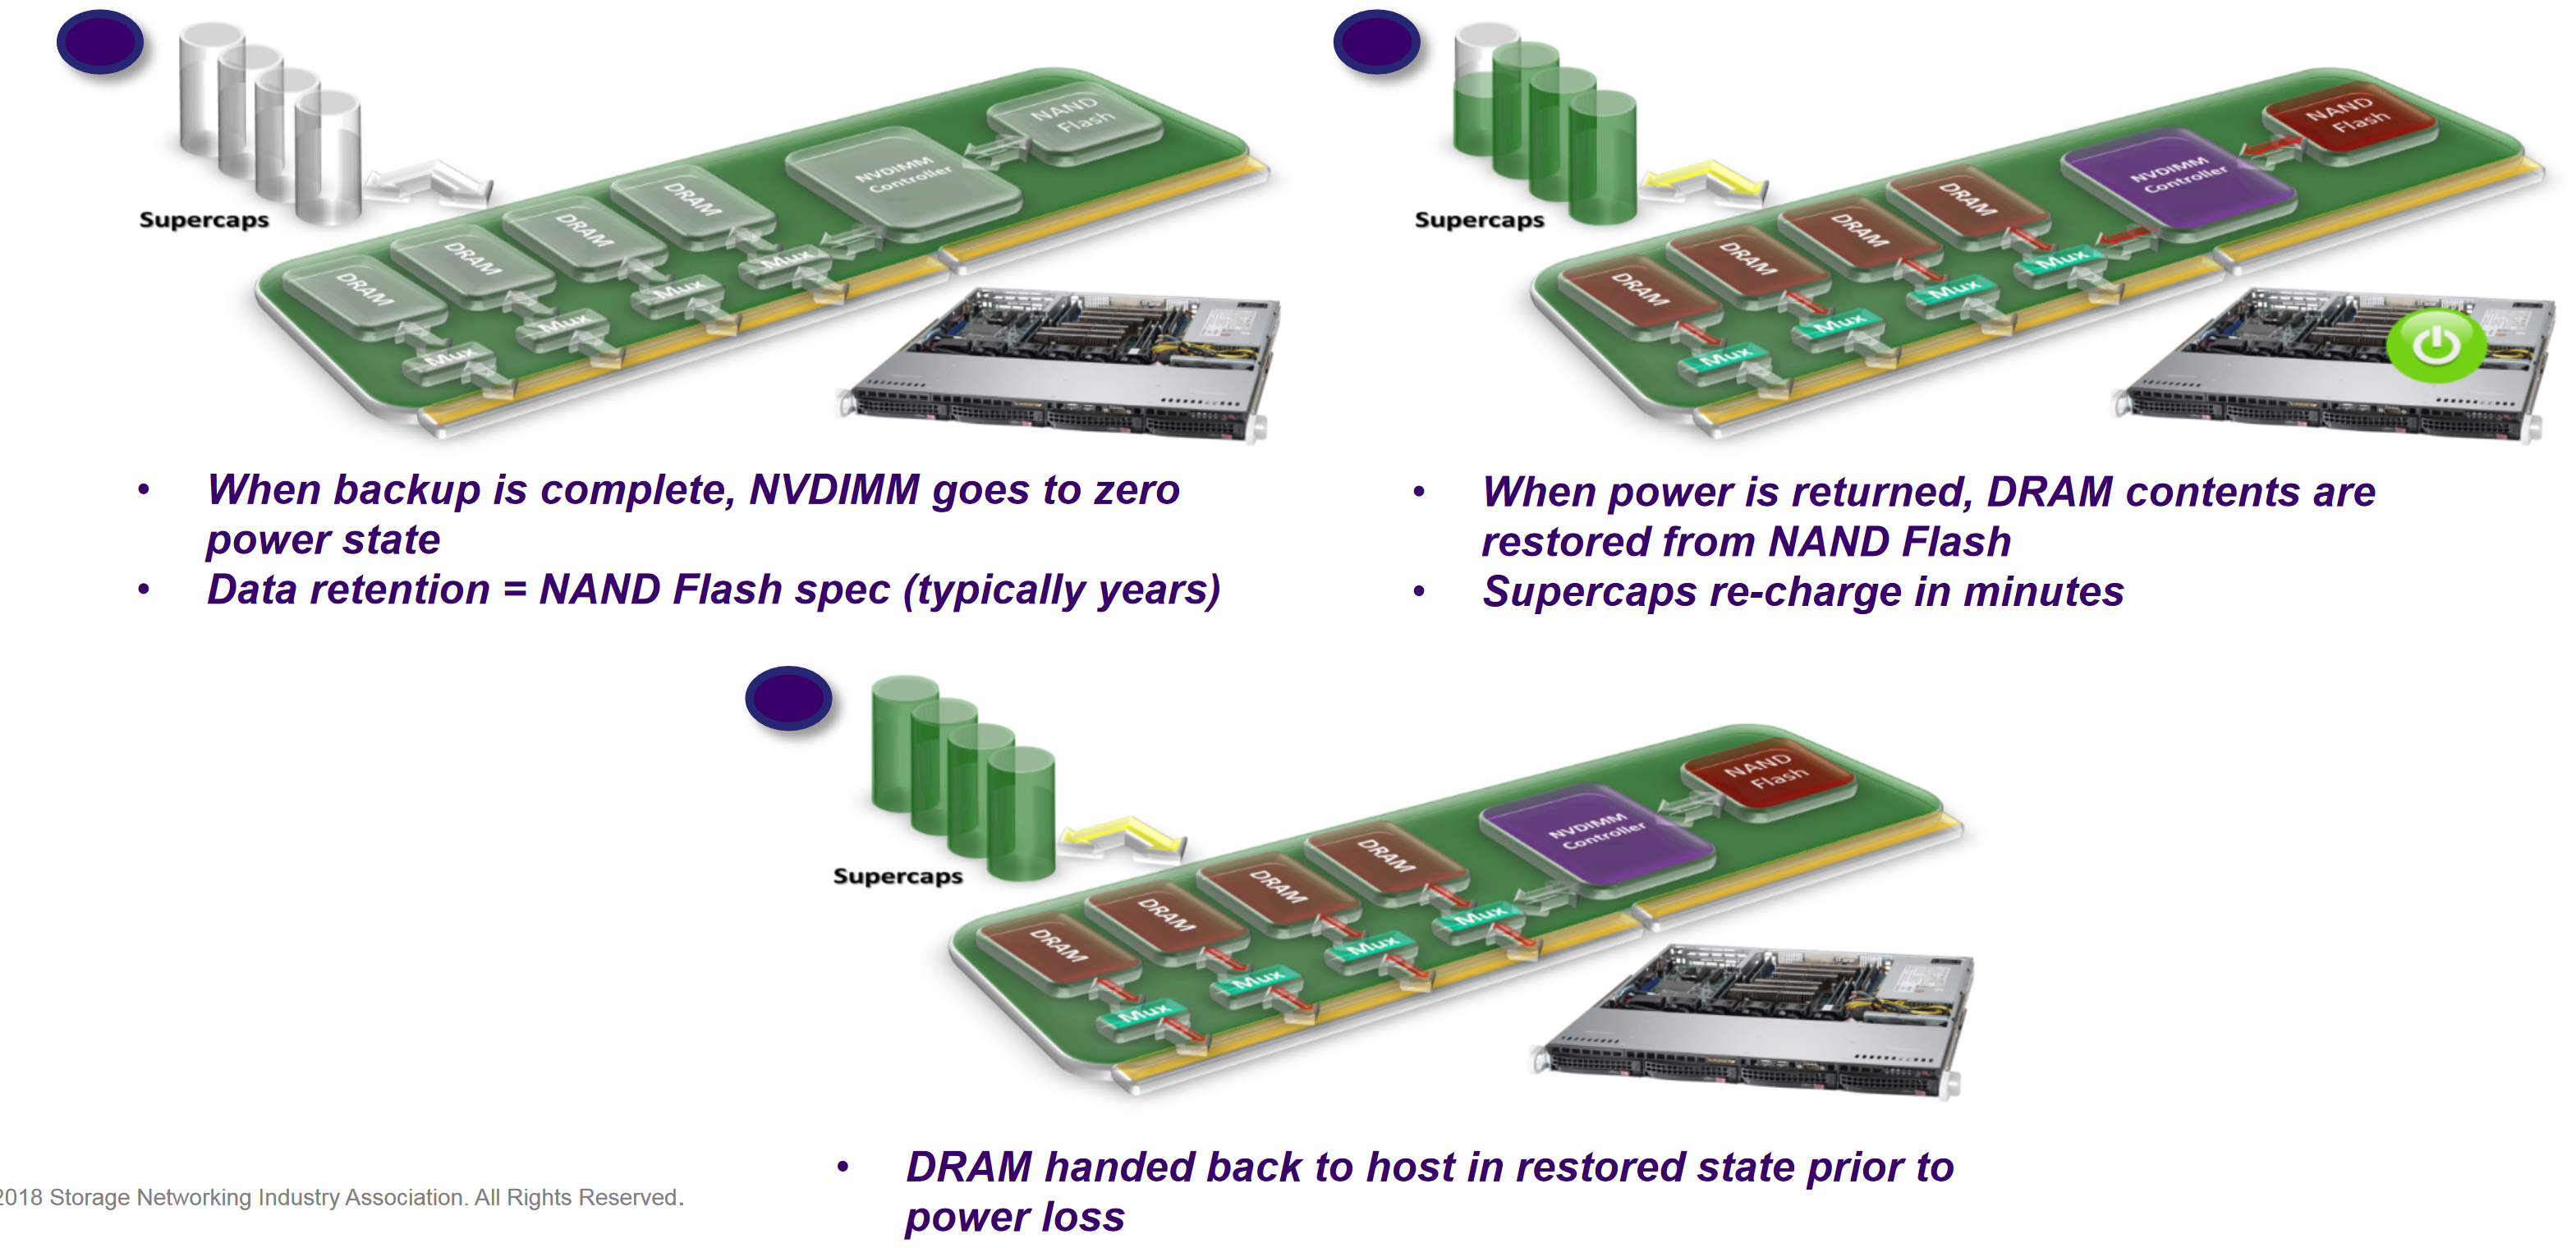 Supercaps
NAND
Flash
NVDIMM
Controller
DRAM
DRAM
DRAM
DRAM
Mux
Mux
Mux
Mux
• When backup is complete, NVDIMM goes to zero
power state
• Data retention = NAND Flash spec (typically years)
Supercaps
NAND
Flash
NVDIMM
Controller
DRAM
DRAM
DRAM
DRAM
Mux
Mux
Mux
Mux
• When power is returned, DRAM contents are
restored from NAND Flash
• Supercaps re-charge in minutes
Supercaps
NAND
Flash
NVDIMM
Controller
DRAM
DRAM
DRAM
DRAM
Mux
Mux
Mux
Mux
• DRAM handed back to host in restored state prior to
power loss
2018 Storage Networking Industry Association. All Rights Reserved.